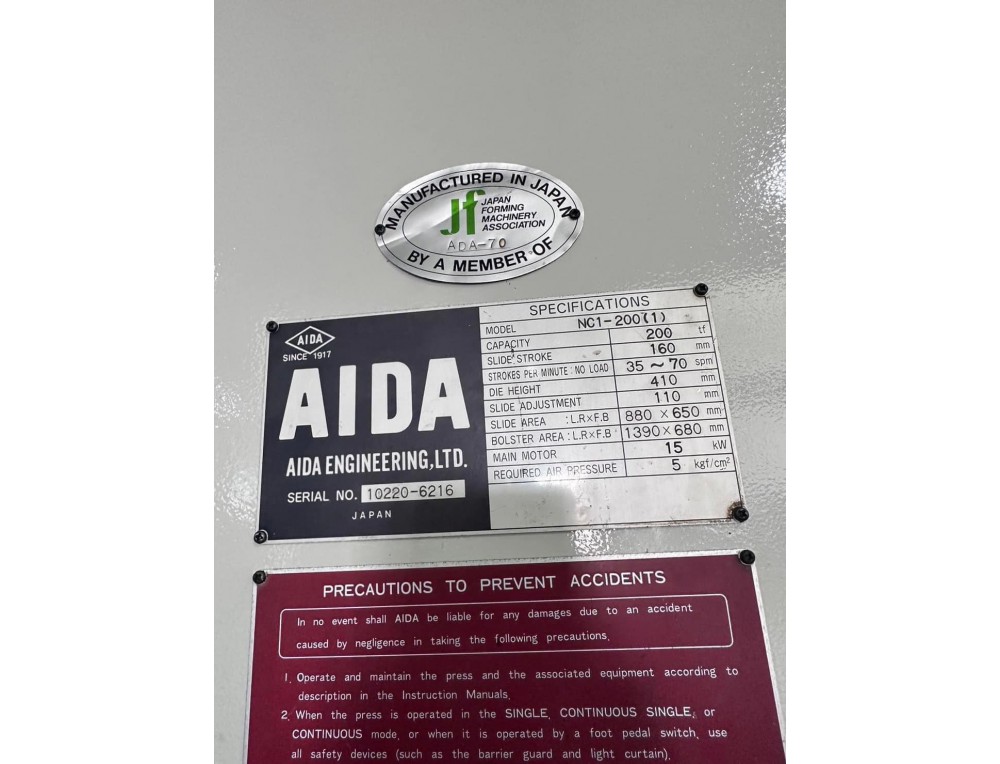 MANUFACTURED IN JAPAN
Jf JAPAN
FORMING
MACHINERY
ASSOCIATION
ADA-70
BY A MEMBER OF
AIDA
SINCE 1917
AIDA
AIDA ENGINEERING,LTD.
SERIAL NO. 10220-6216
JAPAN
SPECIFICATIONS
MODEL NC1-200(1)
CAPACITY 200 tf
SLIDE STROKE 160 mm
STROKES PER MINUTE : NO LOAD 35~70 spm
DIE HEIGHT 410 mm
SLIDE ADJUSTMENT 110 mm
SLIDE AREA : L.R×F.B 880×650 mm
BOLSTER AREA : L.R×F.B 1390×680 mm
MAIN MOTOR 15 kW
REQUIRED AIR PRESSURE 5 kgf/cm²
PRECAUTIONS TO PREVENT ACCIDENTS
In no event shall AIDA be liable for any damages due to an accident
caused by negligence in taking the following precautions.
1. Operate and maintain the press and the associated equipment according to
description in the Instruction Manuals.
2. When the press is operated in the SINGLE, CONTINUOUS SINGLE, or
CONTINUOUS mode, or when it is operated by a foot pedal switch, use
all safety devices (such as the barrier guard and light curtain).